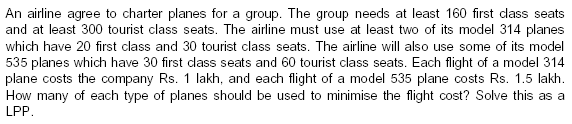 An airline agree to charter planes for a group. The group needs at least 160 first class seats
and at least 300 tourist class seats. The airline must use at least two of its model 314 planes
which have 20 first class and 30 tourist class seats. The airline will also use some of its model
535 planes which have 30 first class seats and 60 tourist class seats. Each flight of a model 314
plane costs the company Rs. 1 lakh, and each flight of a model 535 plane costs Rs. 1.5 lakh.
How many of each type of planes should be used to minimise the flight cost? Solve this as a
LPP.